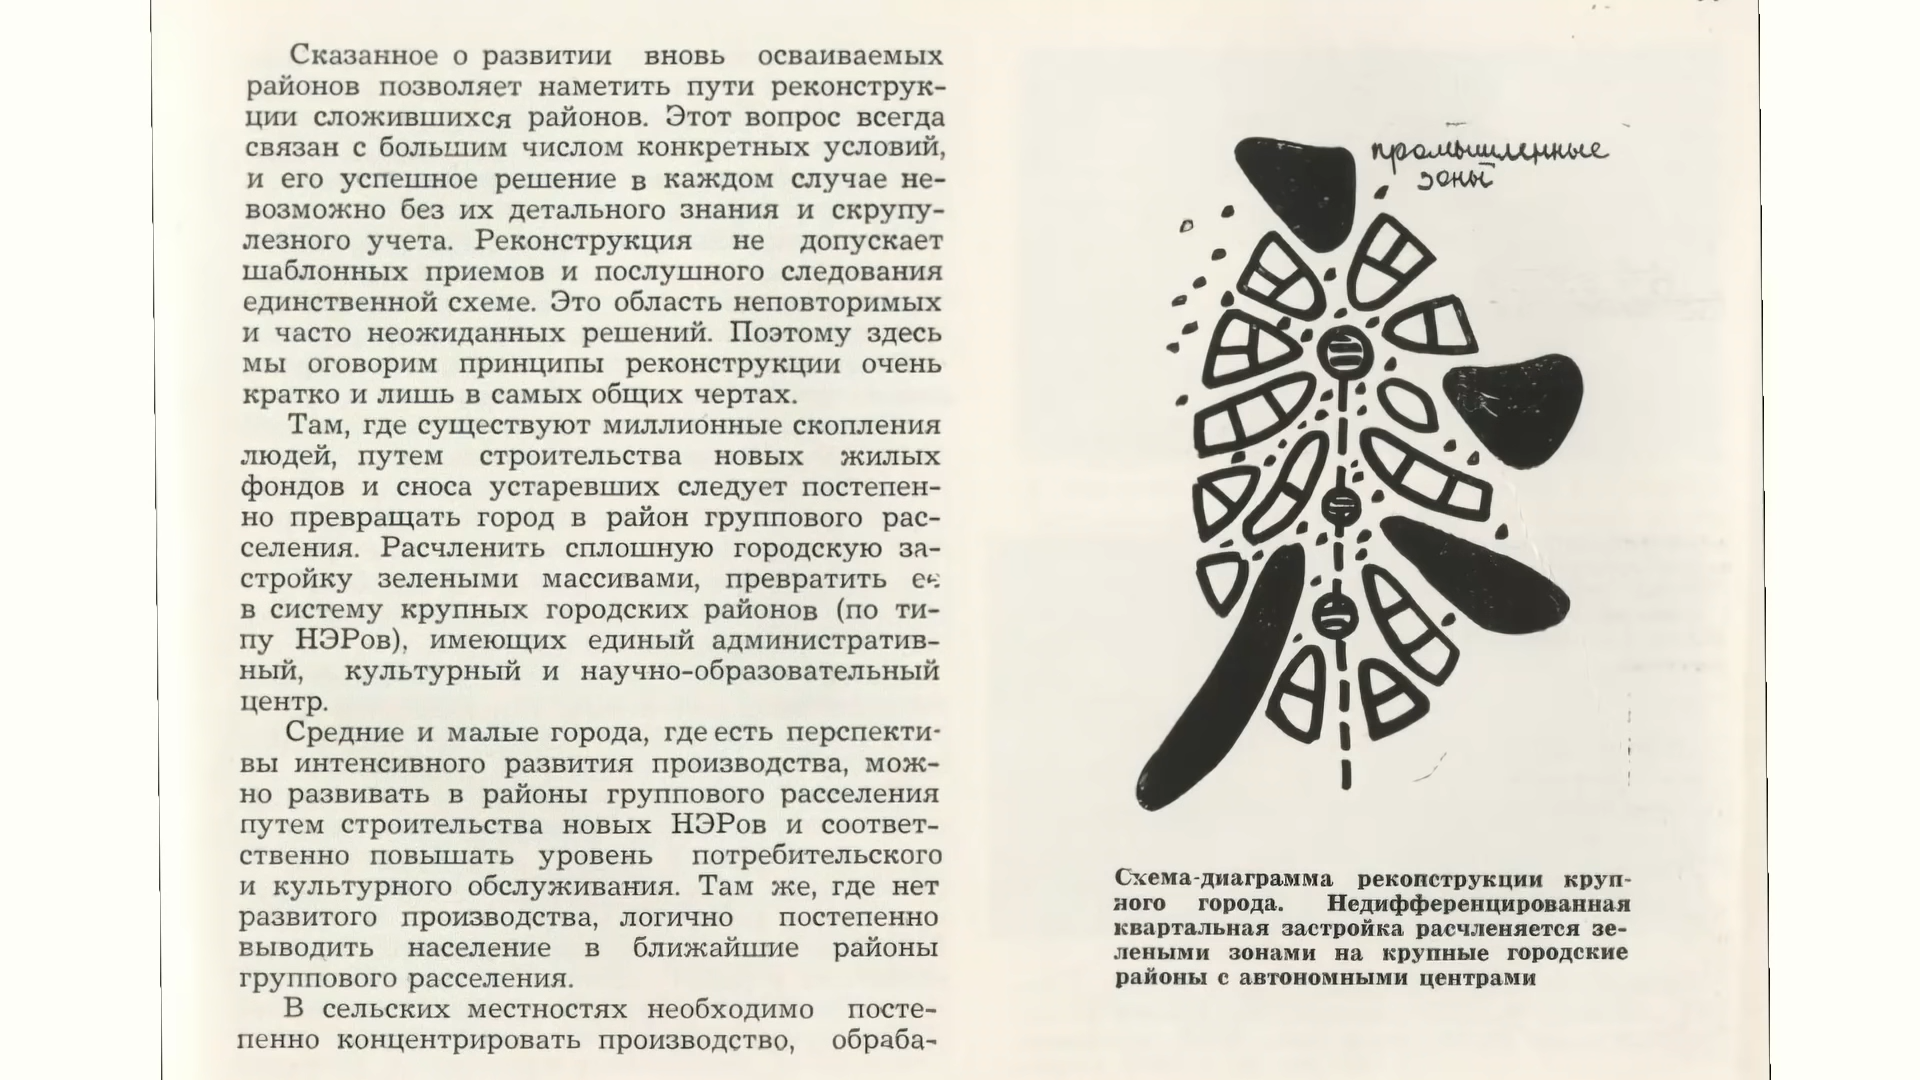 Сказанное о развитии вновь осваиваемых
районов позволяет наметить пути реконструк-
ции сложившихся районов. Этот вопрос всегда
связан с большим числом конкретных условий,
и его успешное решение в каждом случае не-
возможно без их детального знания и скрупу-
лезного учета. Реконструкция не допускает
шаблонных приемов и послушного следования
единственной схеме. Это область неповторимых
и часто неожиданных решений. Поэтому здесь
мы оговорим принципы реконструкции очень
кратко и лишь в самых общих чертах.
Там, где существуют миллионные скопления
людей, путем строительства новых жилых
фондов и сноса устаревших следует постепен-
но превращать город в район группового рас-
селения. Расчленить сплошную городскую за-
стройку зелеными массивами, превратить ее
в систему крупных городских районов (по ти-
пу НЭРов), имеющих единый административ-
ный, культурный и научно-образовательный
центр.
Средние и малые города, где есть перспекти-
вы интенсивного развития производства, мож-
но развивать в районы группового расселения
путем строительства новых НЭРов и соответ-
ственно повышать уровень потребительского
и культурного обслуживания. Там же, где нет
развитого производства, логично постепенно
выводить население в ближайшие районы
группового расселения.
В сельских местностях необходимо посте-
пенно концентрировать производство, обраба-
промышленные
зоны
Схема-диаграмма реконструкции круп-
ного города. Недифференцированная
квартальная застройка расчленяется зе-
леными зонами на крупные городские
районы с автономными центрами